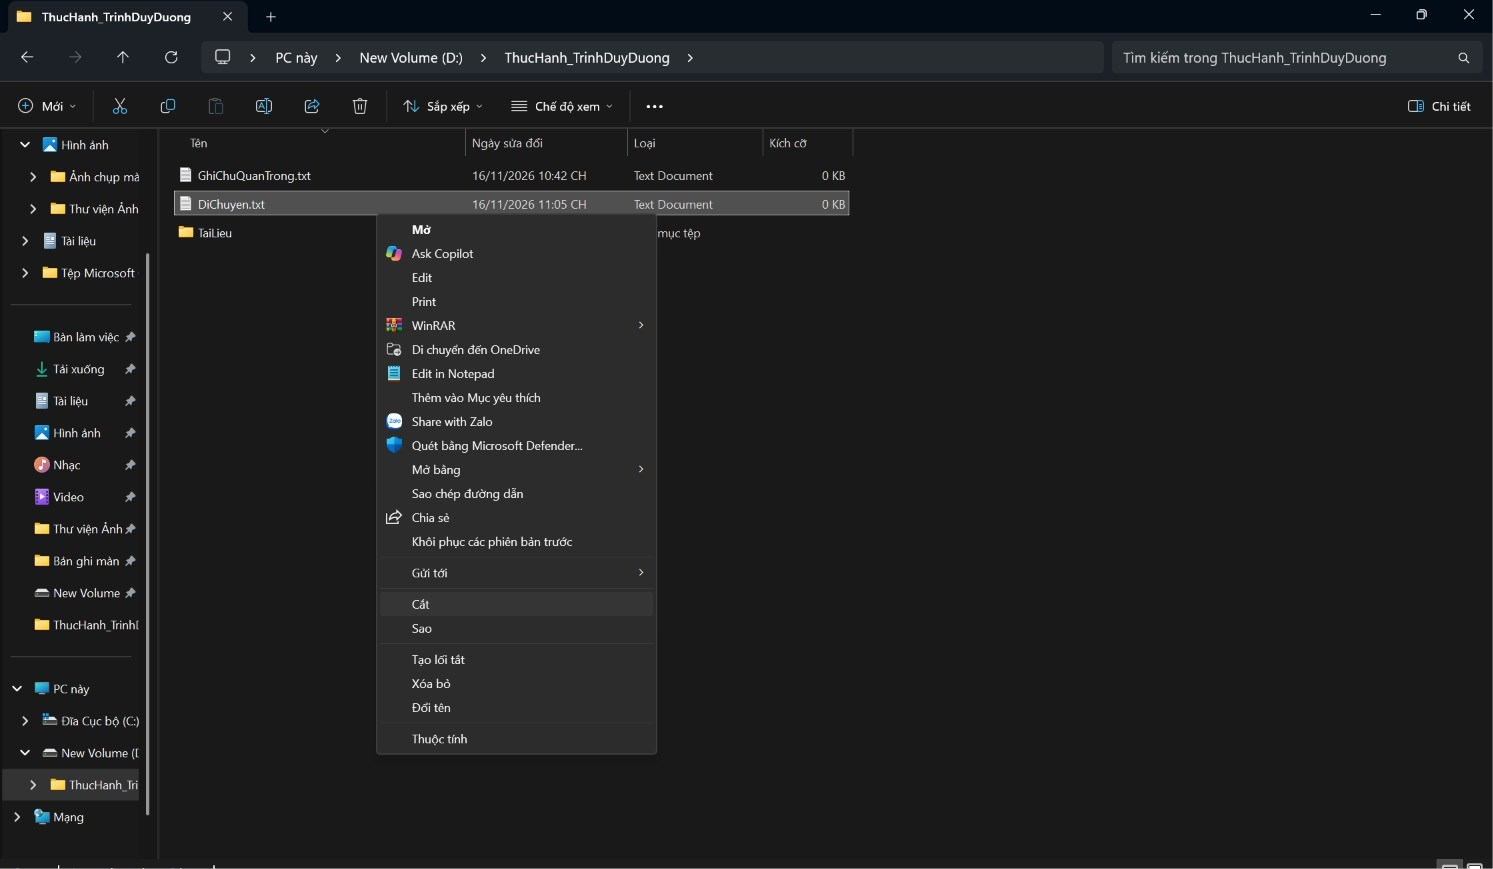 ThucHanh_TrinhDuyDuong
PC này > New Volume (D:) > ThucHanh_TrinhDuyDuong >
Tìm kiếm trong ThucHanh_TrinhDuyDuong
Mới
Sắp xếp
Chế độ xem
Chi tiết
Hình ảnh
Ảnh chụp mà
Thư viện Ảnh
Tài liệu
Tệp Microsoft
Bàn làm việc
Tải xuống
Tài liệu
Hình ảnh
Nhạc
Video
Thư viện Ảnh
Bản ghi màn
New Volume
ThucHanh_TrinhD
PC này
Đĩa Cục bộ (C:)
New Volume (D
ThucHanh_Tri
Mạng
Tên Ngày sửa đổi Loại Kích cỡ
GhiChuQuanTrong.txt 16/11/2026 10:42 CH Text Document 0 KB
DiChuyen.txt 16/11/2026 11:05 CH Text Document 0 KB
TaiLieu mục tệp
Mở
Ask Copilot
Edit
Print
WinRAR
Di chuyển đến OneDrive
Edit in Notepad
Thêm vào Mục yêu thích
Share with Zalo
Quét bằng Microsoft Defender...
Mở bằng
Sao chép đường dẫn
Chia sẻ
Khôi phục các phiên bản trước
Gửi tới
Cắt
Sao
Tạo lối tắt
Xóa bỏ
Đổi tên
Thuộc tính